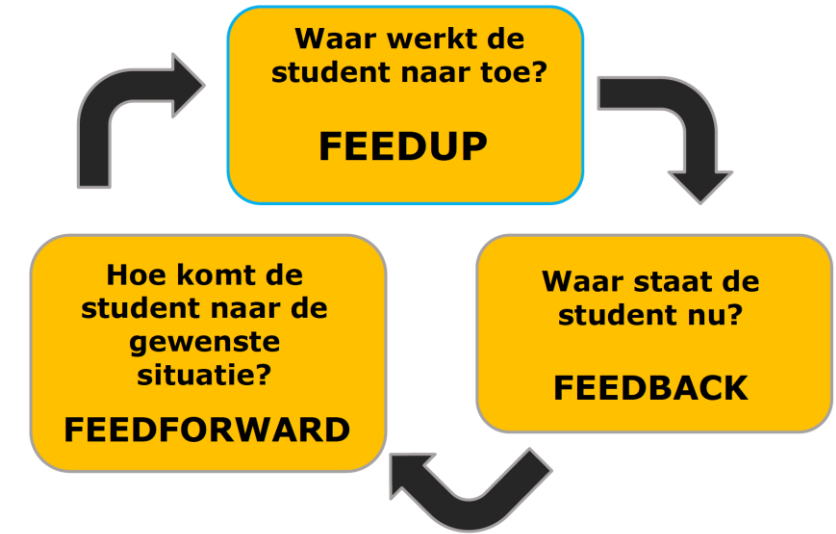 Waar werkt de
student naar toe?
FEEDUP
Waar staat de
student nu?
FEEDBACK
Hoe komt de
student naar de
gewenste
situatie?
FEEDFORWARD